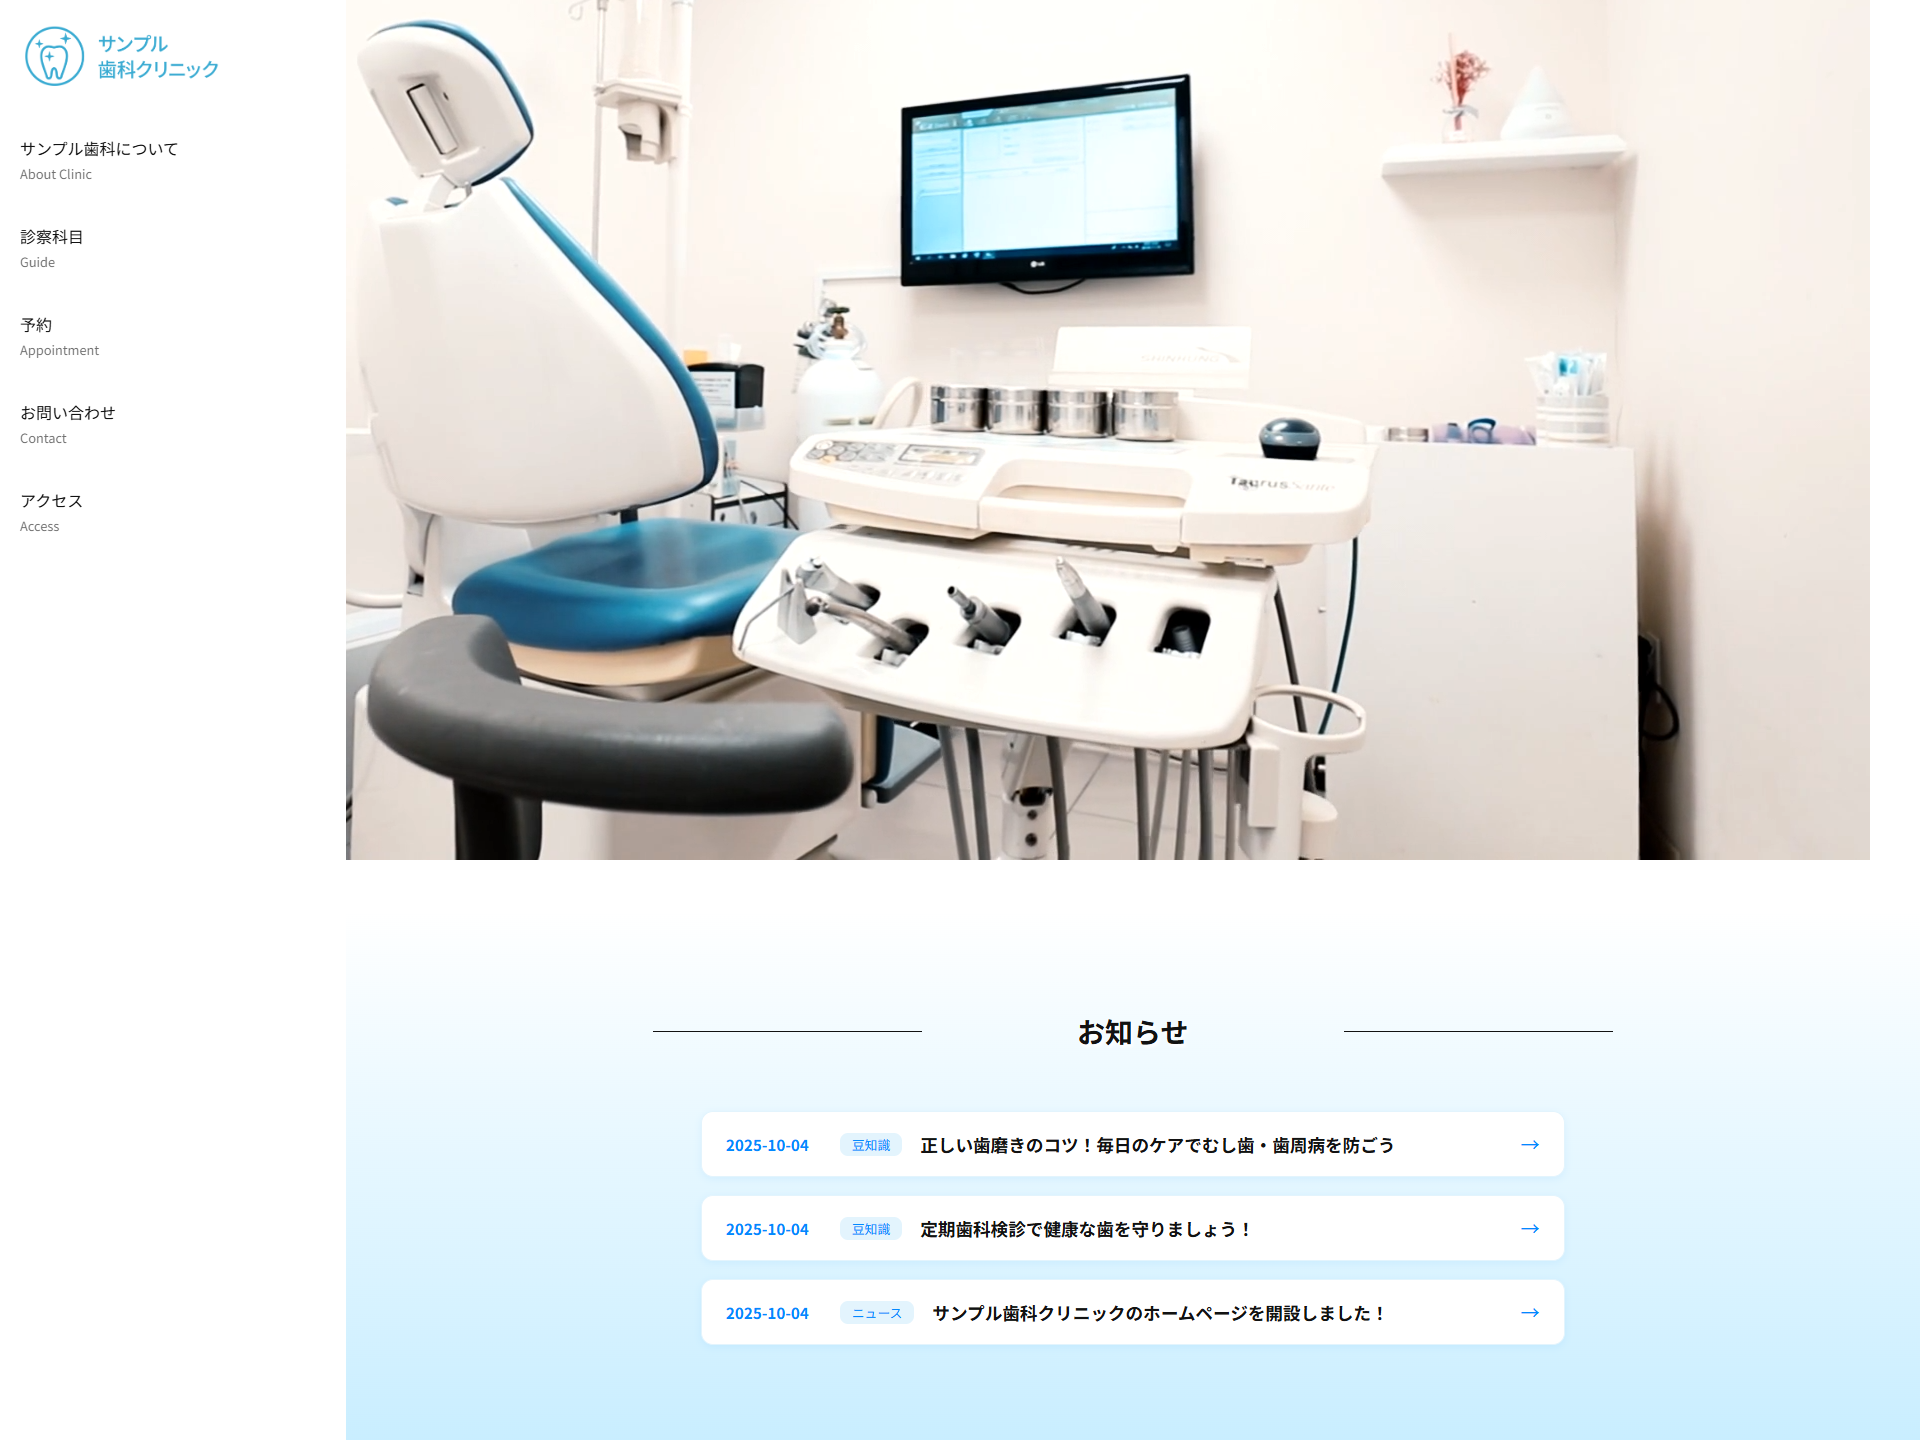 サンプル
歯科クリニック
サンプル歯科について
About Clinic
診察科目
Guide
予約
Appointment
お問い合わせ
Contact
アクセス
Access
LG
SHINHUNG
Taurus
お知らせ
2025-10-04 豆知識 正しい歯磨きのコツ！毎日のケアでむし歯・歯周病を防ごう →
2025-10-04 豆知識 定期歯科検診で健康な歯を守りましょう！ →
2025-10-04 ニュース サンプル歯科クリニックのホームページを開設しました！ →